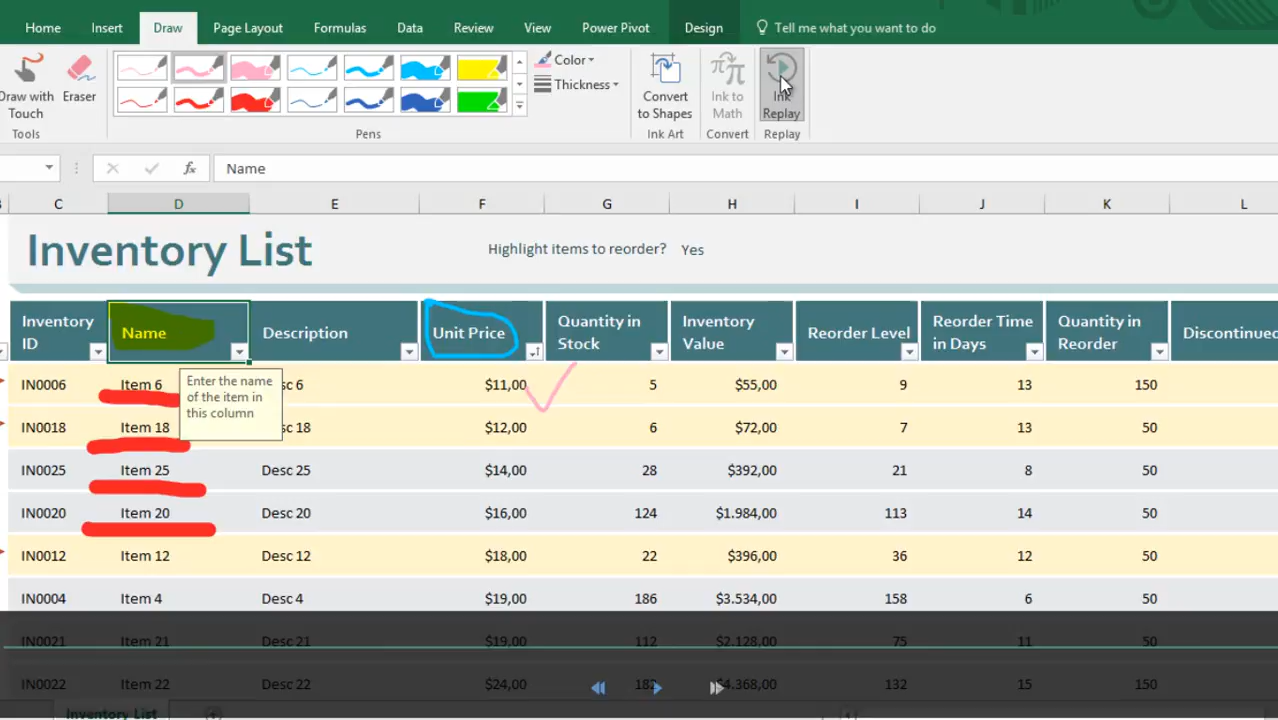 Home Insert Draw Page Layout Formulas Data Review View Power Pivot Design Tell me what you want to do
Draw with Touch
Eraser
Color
Thickness
Convert to Shapes
Ink to Math
Ink Replay
Tools Pens Ink Art Convert Replay
fx Name
C D E F G H I J K L
Inventory List Highlight items to reorder? Yes
Inventory ID Name Description Unit Price Quantity in Stock Inventory Value Reorder Level Reorder Time in Days Quantity in Reorder Discontinued
IN0006 Item 6 sc 6 $11,00 5 $55,00 9 13 150
Enter the name
of the item in
this column
IN0018 Item 18 sc 18 $12,00 6 $72,00 7 13 50
IN0025 Item 25 Desc 25 $14,00 28 $392,00 21 8 50
IN0020 Item 20 Desc 20 $16,00 124 $1.984,00 113 14 50
IN0012 Item 12 Desc 12 $18,00 22 $396,00 36 12 50
IN0004 Item 4 Desc 4 $19,00 186 $3.534,00 158 6 50
IN0021 Item 21 Desc 21 $19,00 112 $2.128,00 75 11 50
IN0022 Item 22 Desc 22 $24,00 182 $4.368,00 132 15 150
Inventory List